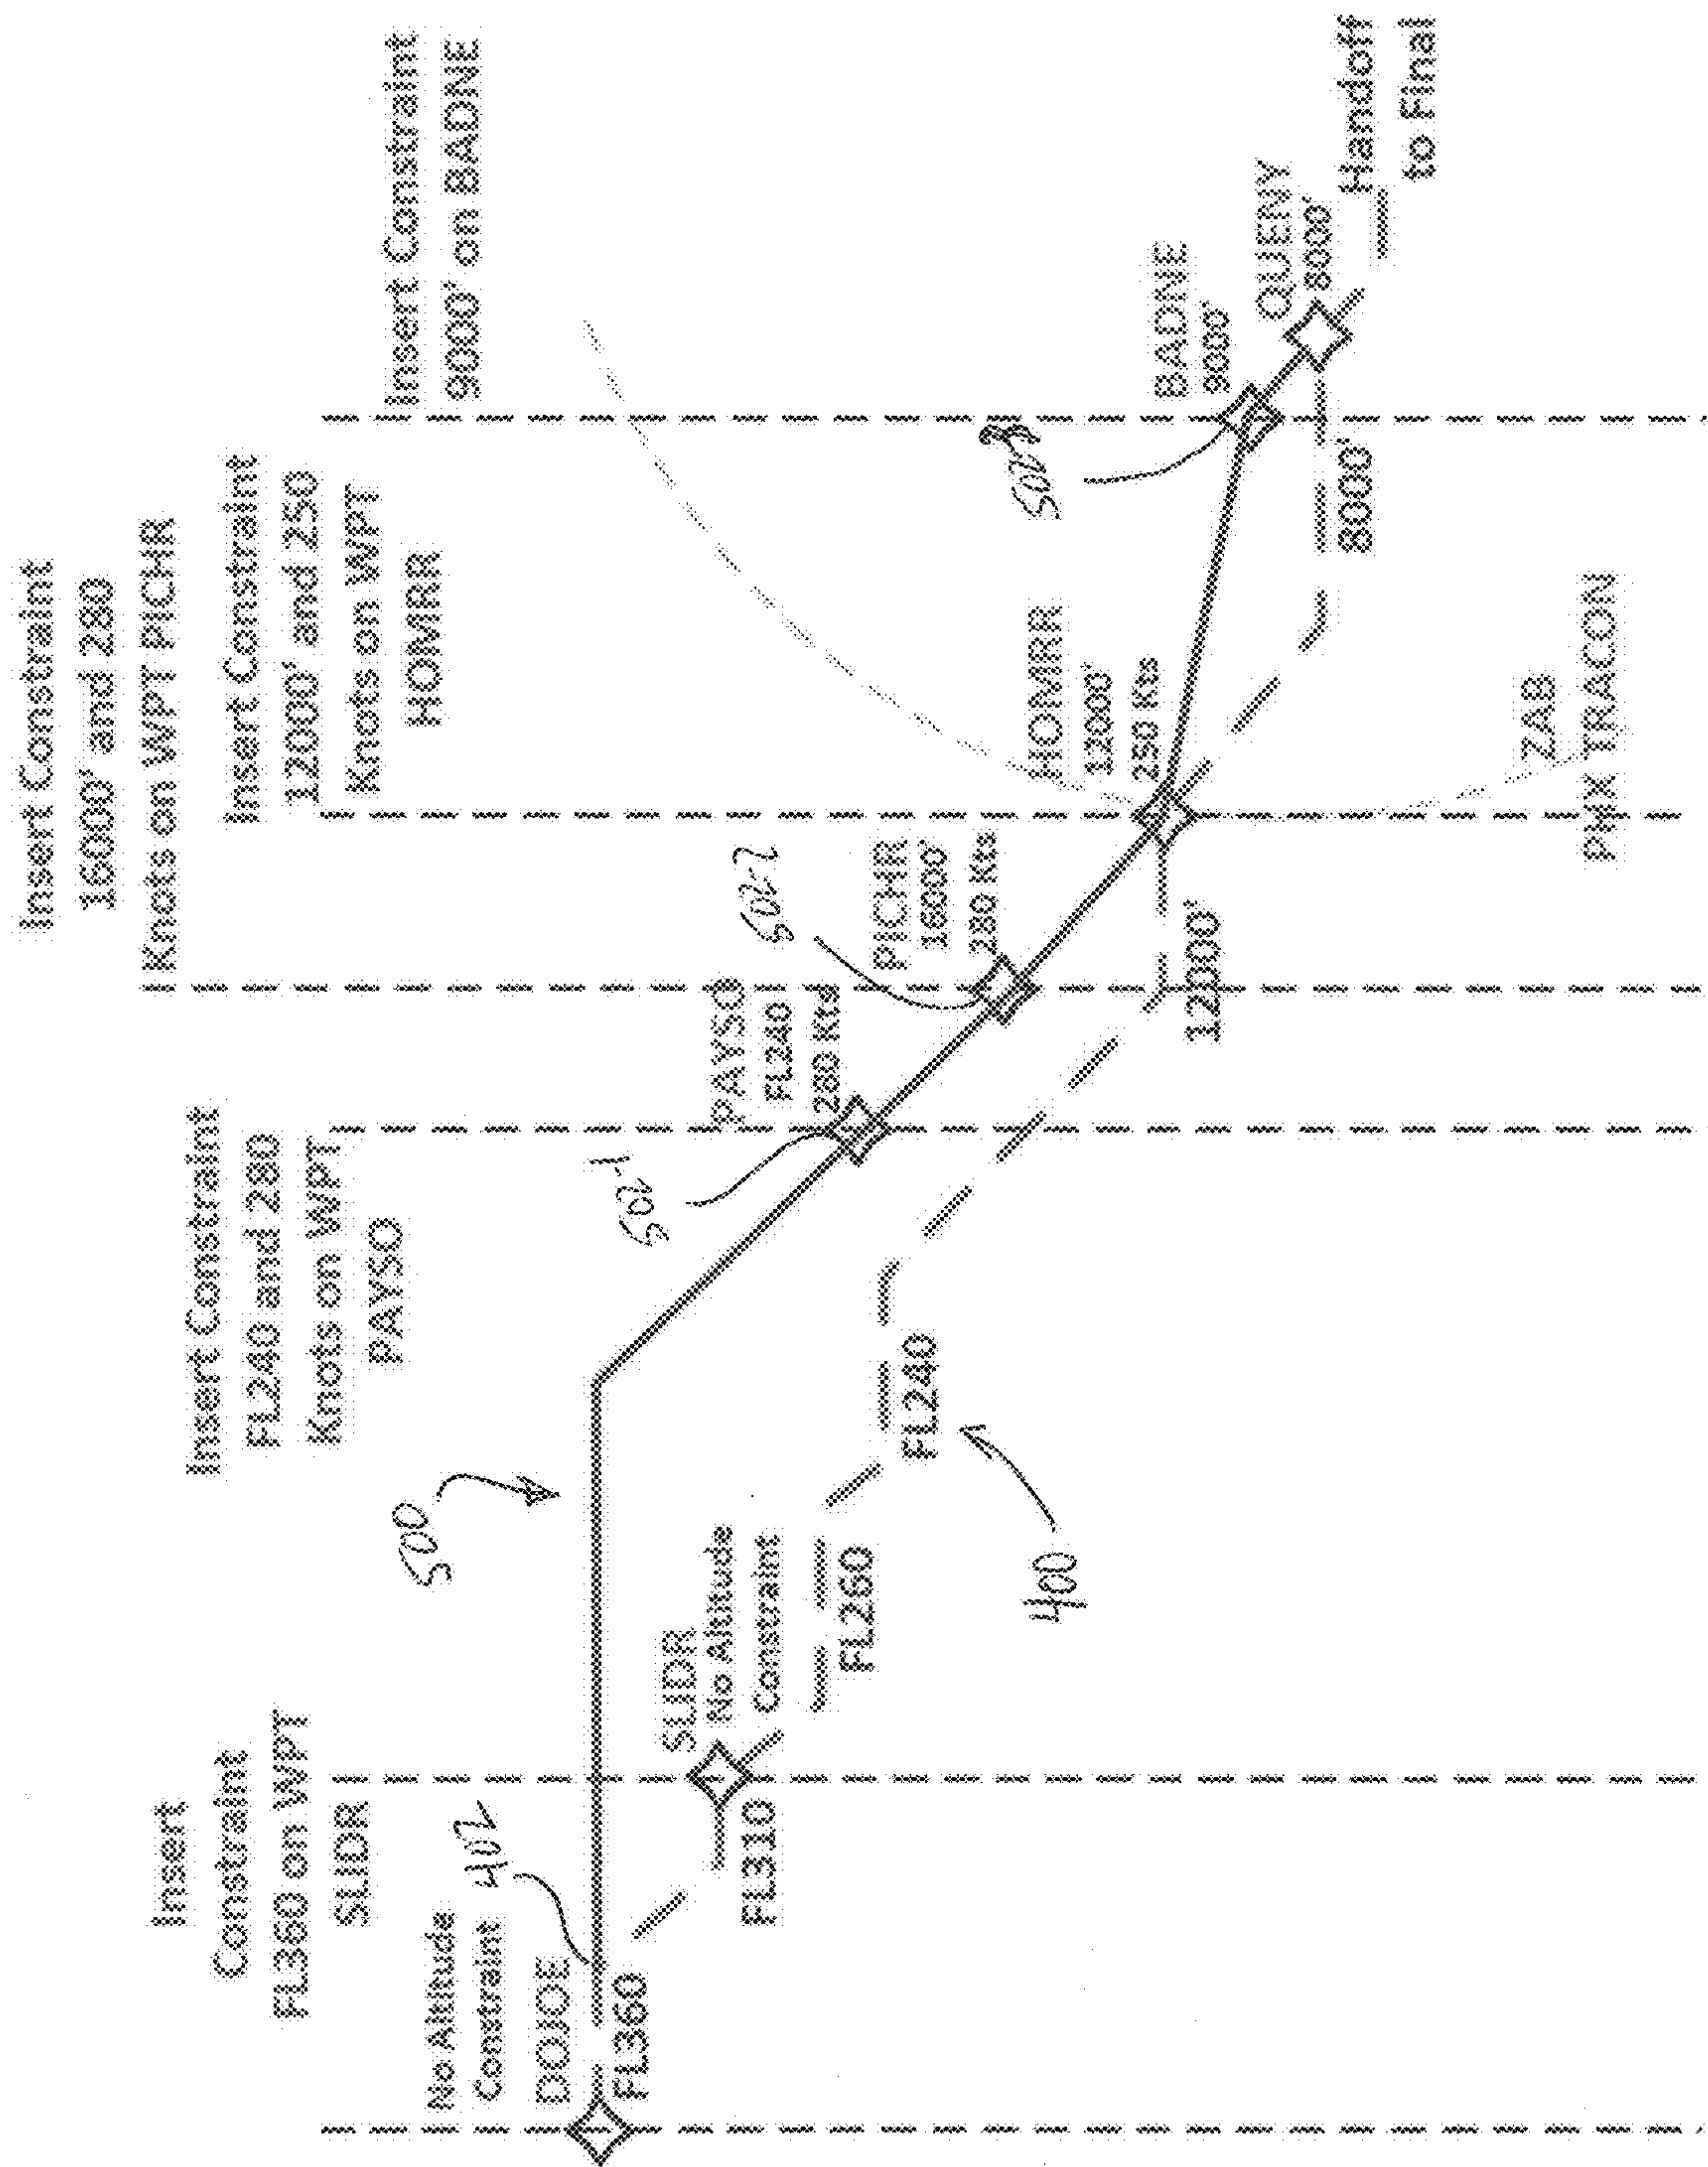 Insert
Constraint
FL360 on WPT
SLIDR
Insert Constraint
FL240 and 280
Knots on WPT
PAYSO
Insert Constraint
16000' and 280
Knots on WPT PICHR
Insert Constraint
12000' and 250
Knots on WPT
HOMRR
Insert Constraint
9000' on BADNE
No Altitude
Constraint
DOJOE
FL360
402
500
SLIDR
No Altitude
Constraint
FL310
FL260
FL240
400
502-1
PAYSO
FL240
280 Kts
502-2
PICHR
16000'
280 Kts
12000'
HOMRR
12000'
250 Kts
502-3
BADNE
9000'
8000'
QUENY
8000'
Handoff
to Final
ZAB
PHX TRACON